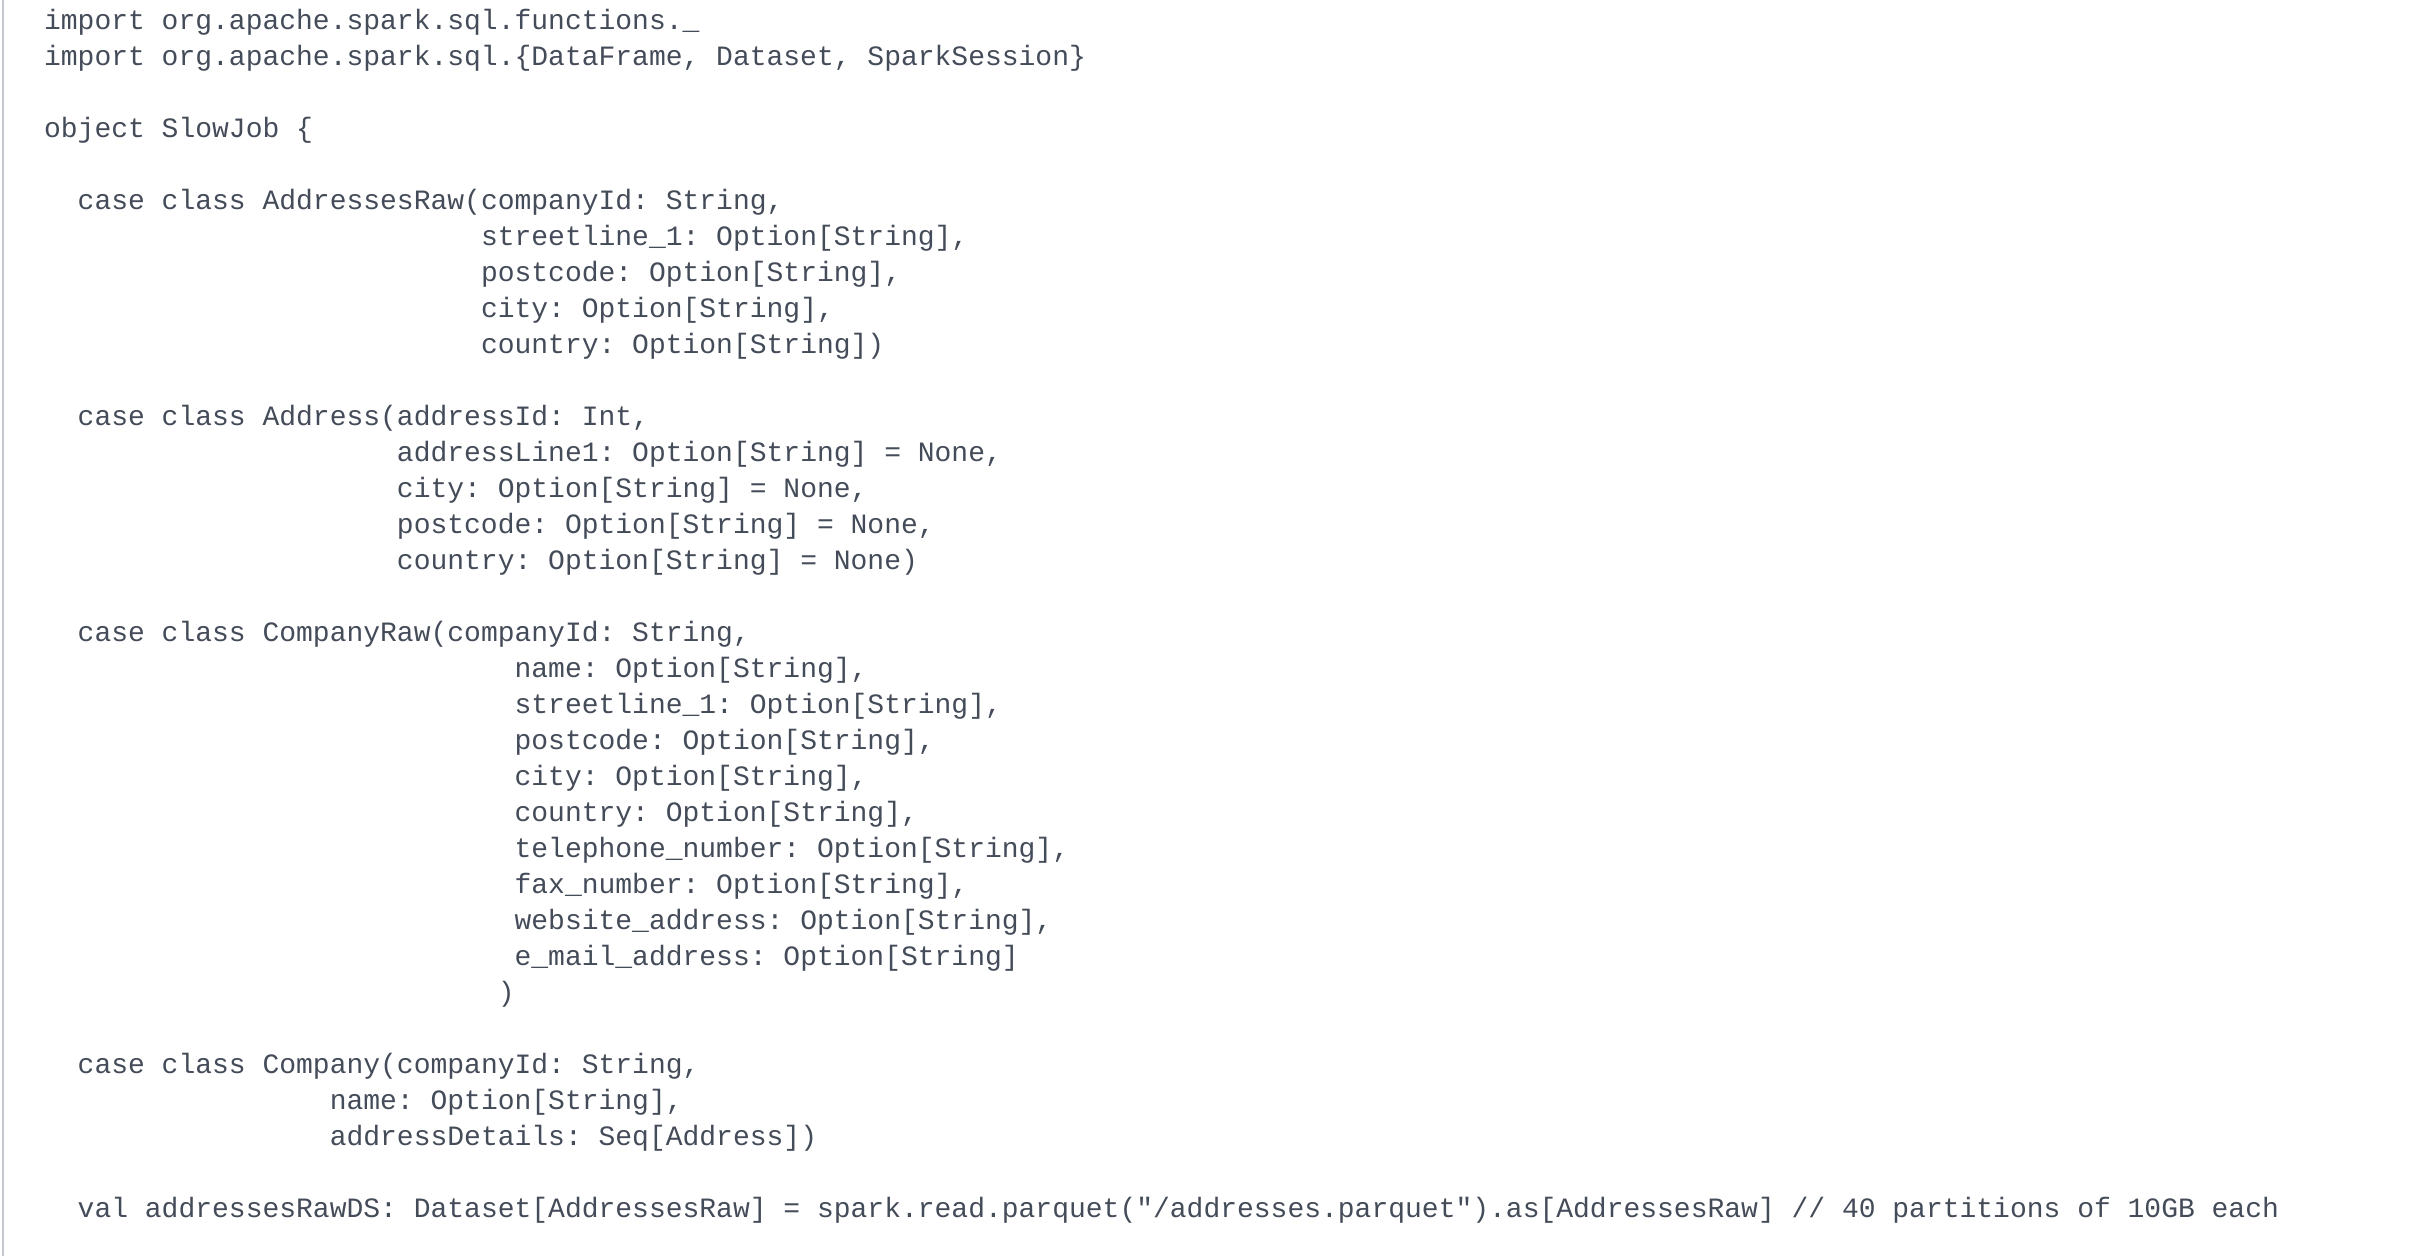 import org.apache.spark.sql.functions._
import org.apache.spark.sql.{DataFrame, Dataset, SparkSession}

object SlowJob {

  case class AddressesRaw(companyId: String,
                          streetline_1: Option[String],
                          postcode: Option[String],
                          city: Option[String],
                          country: Option[String])

  case class Address(addressId: Int,
                     addressLine1: Option[String] = None,
                     city: Option[String] = None,
                     postcode: Option[String] = None,
                     country: Option[String] = None)

  case class CompanyRaw(companyId: String,
                            name: Option[String],
                            streetline_1: Option[String],
                            postcode: Option[String],
                            city: Option[String],
                            country: Option[String],
                            telephone_number: Option[String],
                            fax_number: Option[String],
                            website_address: Option[String],
                            e_mail_address: Option[String]
                           )

  case class Company(companyId: String,
                 name: Option[String],
                 addressDetails: Seq[Address])

  val addressesRawDS: Dataset[AddressesRaw] = spark.read.parquet("/addresses.parquet").as[AddressesRaw] // 40 partitions of 10GB each